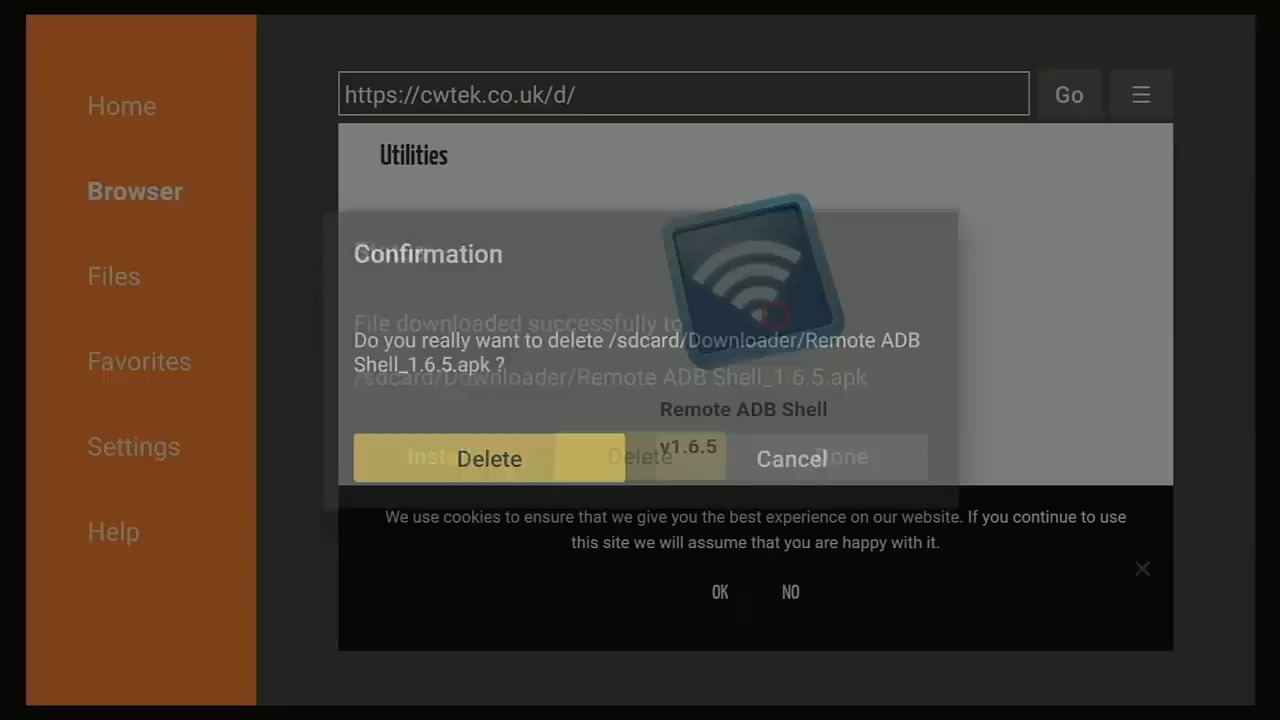 Home
Browser
Files
Favorites
Settings
Help
https://cwtek.co.uk/d/
Go
Utilities
Confirmation
File downloaded successfully to
Do you really want to delete /sdcard/Downloader/Remote ADB
Shell_1.6.5.apk ?
/sdcard/Downloader/Remote ADB Shell_1.6.5.apk
Remote ADB Shell
v1.6.5
Delete
Delete
Cancel
We use cookies to ensure that we give you the best experience on our website. If you continue to use
this site we will assume that you are happy with it.
OK
NO